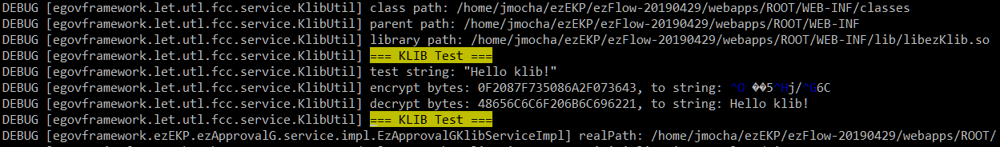 DEBUG [egovframework.let.utl.fcc.service.KlibUtil] class path: /home/jmocha/ezEKP/ezFlow-20190429/webapps/ROOT/WEB-INF/classes
DEBUG [egovframework.let.utl.fcc.service.KlibUtil] parent path: /home/jmocha/ezEKP/ezFlow-20190429/webapps/ROOT/WEB-INF
DEBUG [egovframework.let.utl.fcc.service.KlibUtil] library path: /home/jmocha/ezEKP/ezFlow-20190429/webapps/ROOT/WEB-INF/lib/libezKlib.so
DEBUG [egovframework.let.utl.fcc.service.KlibUtil] === KLIB Test ===
DEBUG [egovframework.let.utl.fcc.service.KlibUtil] test string: "Hello klib!"
DEBUG [egovframework.let.utl.fcc.service.KlibUtil] encrypt bytes: 0F2087F735086A2F073643, to string: ^O ��5^Hj/^G6C
DEBUG [egovframework.let.utl.fcc.service.KlibUtil] decrypt bytes: 48656C6C6F206B6C696221, to string: Hello klib!
DEBUG [egovframework.let.utl.fcc.service.KlibUtil] === KLIB Test ===
DEBUG [egovframework.ezEKP.ezApprovalG.service.impl.EzApprovalGKlibServiceImpl] realPath: /home/jmocha/ezEKP/ezFlow-20190429/webapps/ROOT/